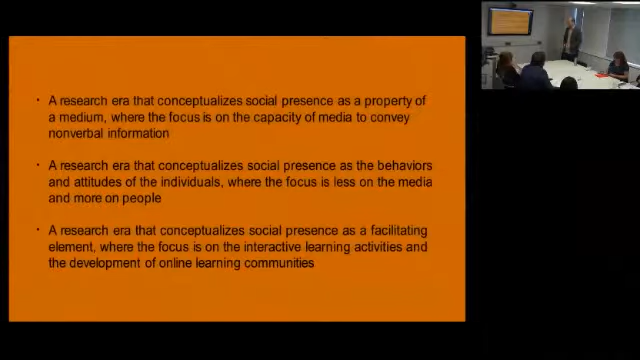 • A research era that conceptualizes social presence as a property of
a medium, where the focus is on the capacity of media to convey
nonverbal information
• A research era that conceptualizes social presence as the behaviors
and attitudes of the individuals, where the focus is less on the media
and more on people
• A research era that conceptualizes social presence as a facilitating
element, where the focus is on the interactive learning activities and
the development of online learning communities